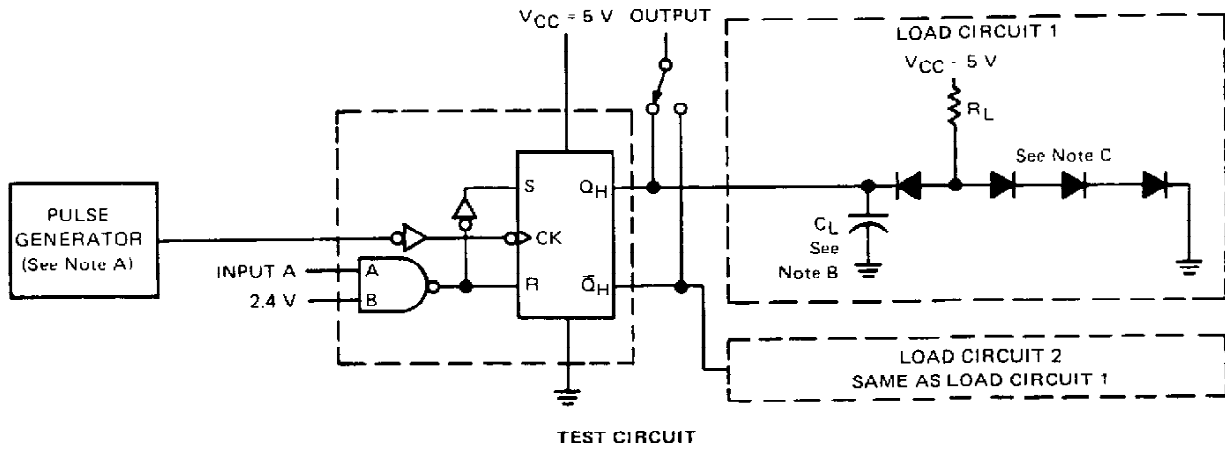 VCC = 5 V OUTPUT
LOAD CIRCUIT 1
VCC - 5 V
RL
See Note C
S
QH
PULSE
GENERATOR
(See Note A)
CK
CL
See
Note B
INPUT A
A
2.4 V
B
R
Q̄H
LOAD CIRCUIT 2
SAME AS LOAD CIRCUIT 1
TEST CIRCUIT